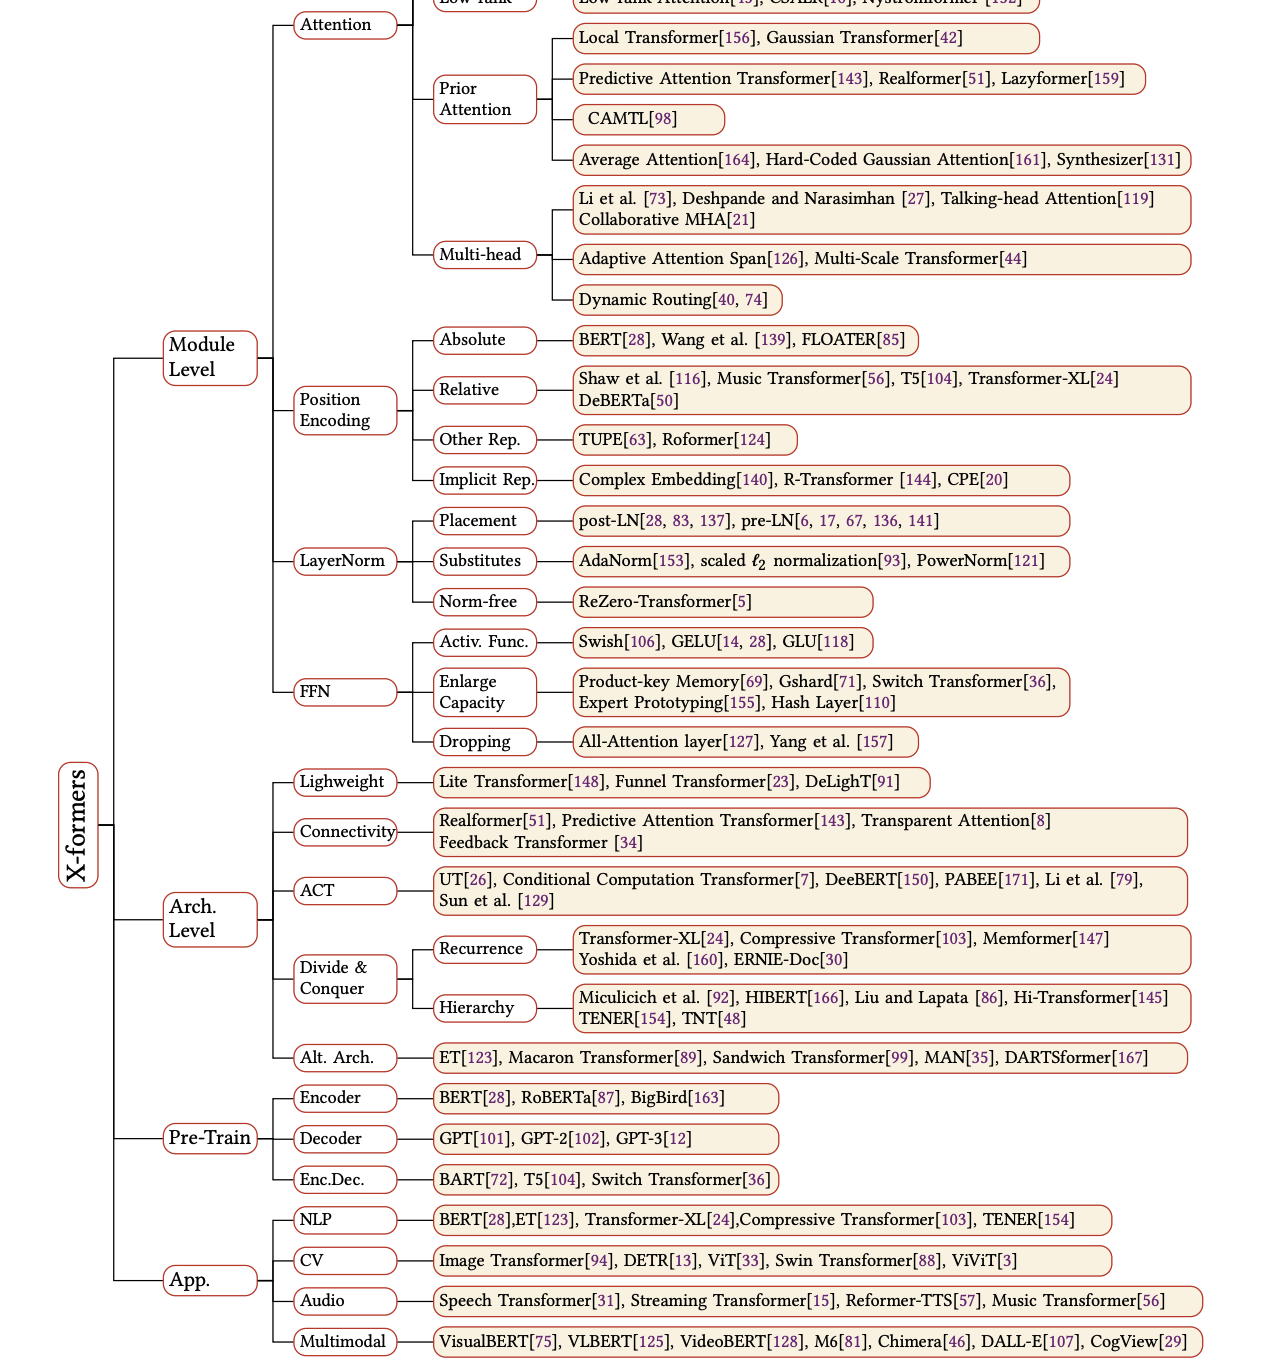 Attention
Local Transformer[156], Gaussian Transformer[42]
Prior
Attention
Predictive Attention Transformer[143], Realformer[51], Lazyformer[159]
CAMTL[98]
Average Attention[164], Hard-Coded Gaussian Attention[161], Synthesizer[131]
Multi-head
Li et al. [73], Deshpande and Narasimhan [27], Talking-head Attention[119]
Collaborative MHA[21]
Adaptive Attention Span[126], Multi-Scale Transformer[44]
Dynamic Routing[40, 74]
Module
Level
Position
Encoding
Absolute
BERT[28], Wang et al. [139], FLOATER[85]
Relative
Shaw et al. [116], Music Transformer[56], T5[104], Transformer-XL[24]
DeBERTa[50]
Other Rep.
TUPE[63], Roformer[124]
Implicit Rep.
Complex Embedding[140], R-Transformer [144], CPE[20]
LayerNorm
Placement
post-LN[28, 83, 137], pre-LN[6, 17, 67, 136, 141]
Substitutes
AdaNorm[153], scaled ℓ2 normalization[93], PowerNorm[121]
Norm-free
ReZero-Transformer[5]
FFN
Activ. Func.
Swish[106], GELU[14, 28], GLU[118]
Enlarge
Capacity
Product-key Memory[69], Gshard[71], Switch Transformer[36],
Expert Prototyping[155], Hash Layer[110]
Dropping
All-Attention layer[127], Yang et al. [157]
X-formers
Arch.
Level
Lighweight
Lite Transformer[148], Funnel Transformer[23], DeLighT[91]
Connectivity
Realformer[51], Predictive Attention Transformer[143], Transparent Attention[8]
Feedback Transformer [34]
ACT
UT[26], Conditional Computation Transformer[7], DeeBERT[150], PABEE[171], Li et al. [79],
Sun et al. [129]
Divide &
Conquer
Recurrence
Transformer-XL[24], Compressive Transformer[103], Memformer[147]
Yoshida et al. [160], ERNIE-Doc[30]
Hierarchy
Miculicich et al. [92], HIBERT[166], Liu and Lapata [86], Hi-Transformer[145]
TENER[154], TNT[48]
Alt. Arch.
ET[123], Macaron Transformer[89], Sandwich Transformer[99], MAN[35], DARTSformer[167]
Pre-Train
Encoder
BERT[28], RoBERTa[87], BigBird[163]
Decoder
GPT[101], GPT-2[102], GPT-3[12]
Enc.Dec.
BART[72], T5[104], Switch Transformer[36]
App.
NLP
BERT[28],ET[123], Transformer-XL[24],Compressive Transformer[103], TENER[154]
CV
Image Transformer[94], DETR[13], ViT[33], Swin Transformer[88], ViViT[3]
Audio
Speech Transformer[31], Streaming Transformer[15], Reformer-TTS[57], Music Transformer[56]
Multimodal
VisualBERT[75], VLBERT[125], VideoBERT[128], M6[81], Chimera[46], DALL-E[107], CogView[29]